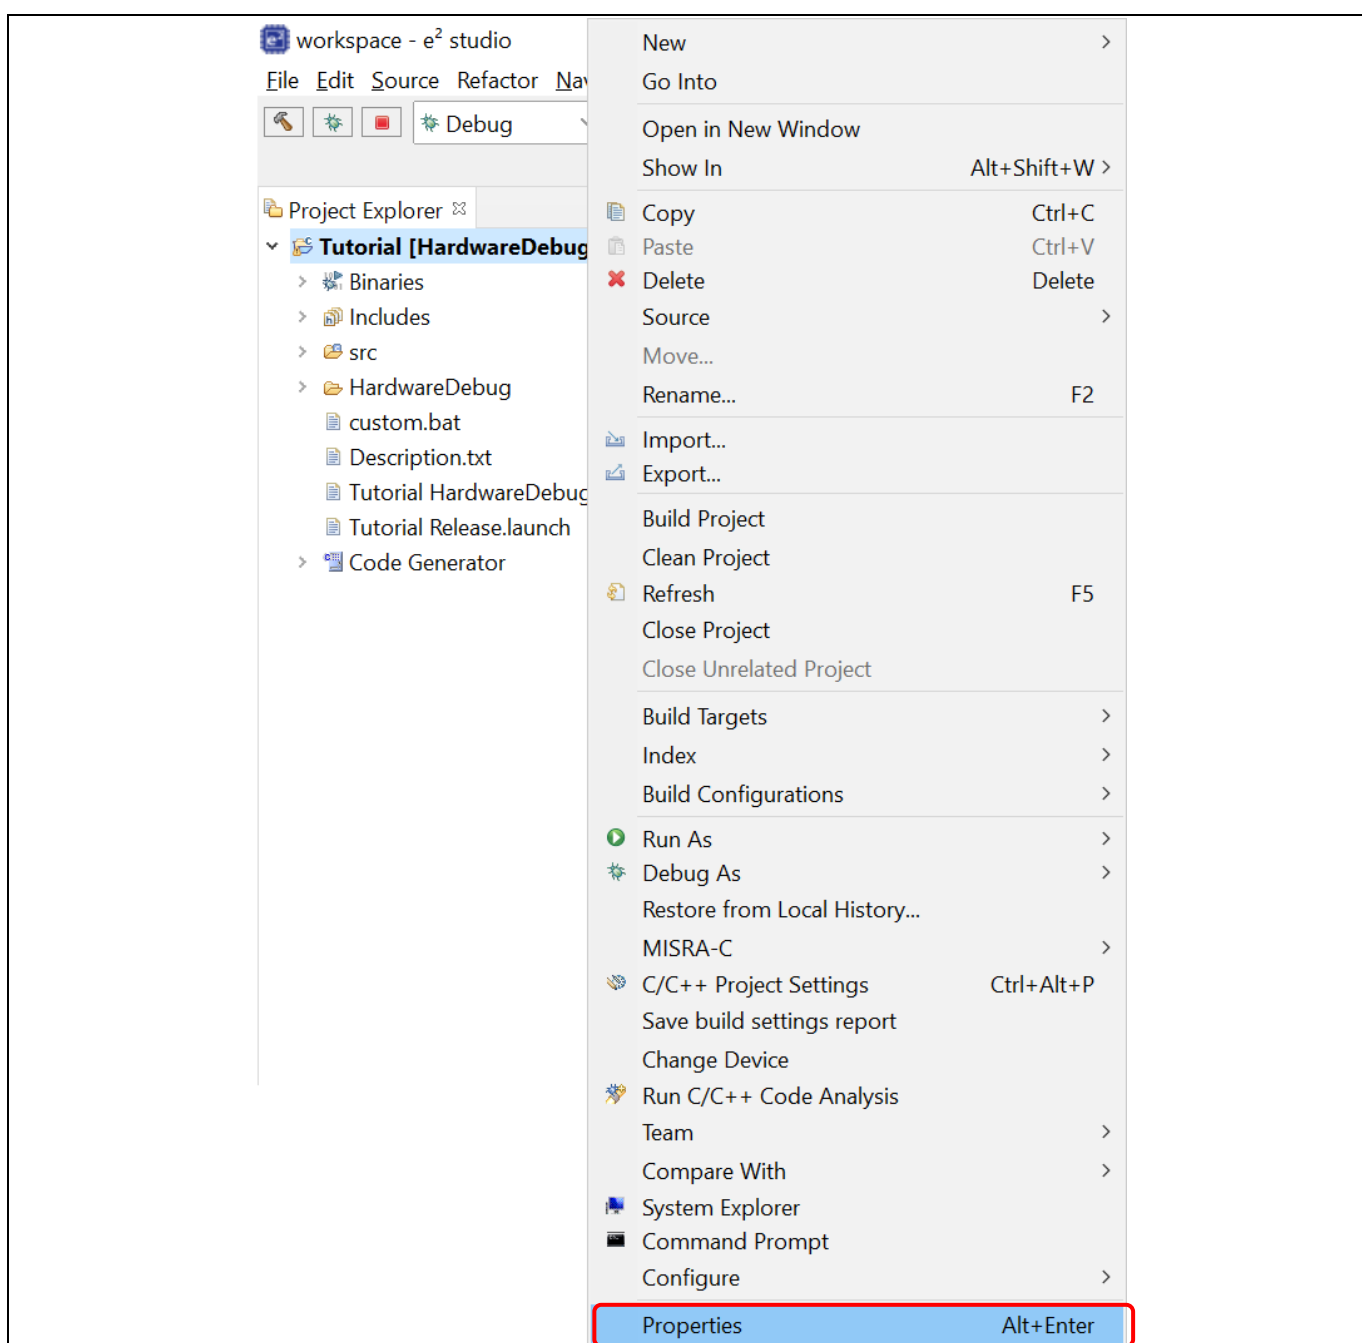 workspace - e² studio
File Edit Source Refactor Nav
Debug
Project Explorer
Tutorial [HardwareDebug
Binaries
Includes
src
HardwareDebug
custom.bat
Description.txt
Tutorial HardwareDebug
Tutorial Release.launch
Code Generator
New
Go Into
Open in New Window
Show In Alt+Shift+W
Copy Ctrl+C
Paste Ctrl+V
Delete Delete
Source
Move...
Rename... F2
Import...
Export...
Build Project
Clean Project
Refresh F5
Close Project
Close Unrelated Project
Build Targets
Index
Build Configurations
Run As
Debug As
Restore from Local History...
MISRA-C
C/C++ Project Settings Ctrl+Alt+P
Save build settings report
Change Device
Run C/C++ Code Analysis
Team
Compare With
System Explorer
Command Prompt
Configure
Properties Alt+Enter